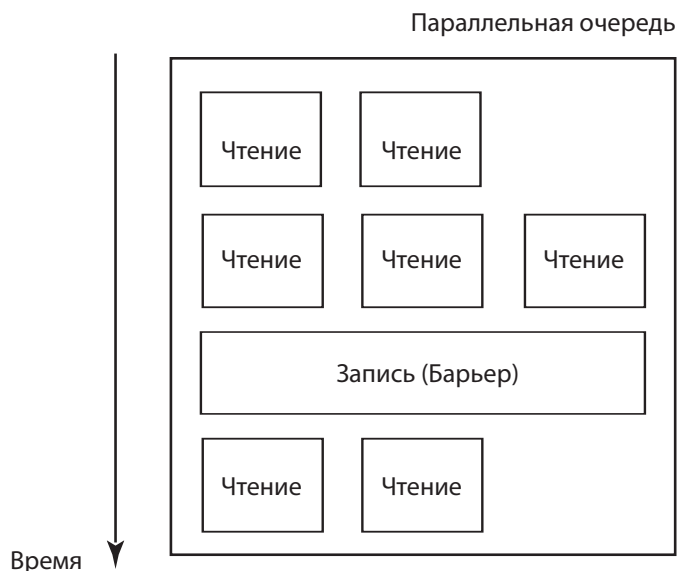 Параллельная очередь
Чтение Чтение
Чтение Чтение Чтение
Запись (Барьер)
Чтение Чтение
Время